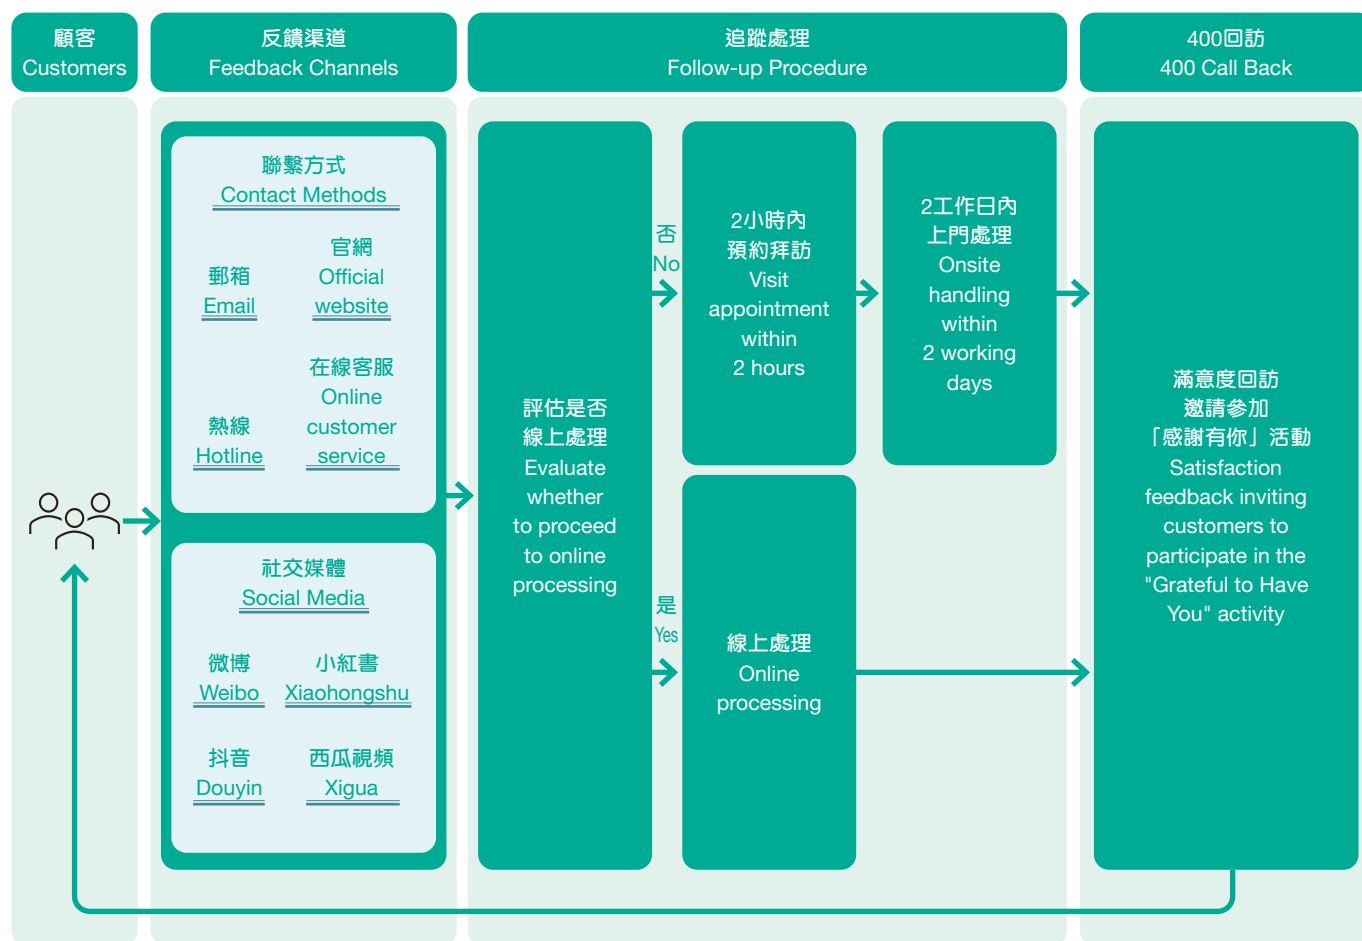 顧客
Customers
反饋渠道
Feedback Channels
追蹤處理
Follow-up Procedure
400回訪
400 Call Back
聯繫方式
Contact Methods
郵箱
Email
官網
Official
website
熱線
Hotline
在線客服
Online
customer
service
社交媒體
Social Media
微博
Weibo
小紅書
Xiaohongshu
抖音
Douyin
西瓜視頻
Xigua
評估是否
線上處理
Evaluate
whether
to proceed
to online
processing
否
No
2小時內
預約拜訪
Visit
appointment
within
2 hours
2工作日內
上門處理
Onsite
handling
within
2 working
days
是
Yes
線上處理
Online
processing
滿意度回訪
邀請參加
「感謝有你」活動
Satisfaction
feedback inviting
customers to
participate in the
"Grateful to Have
You" activity